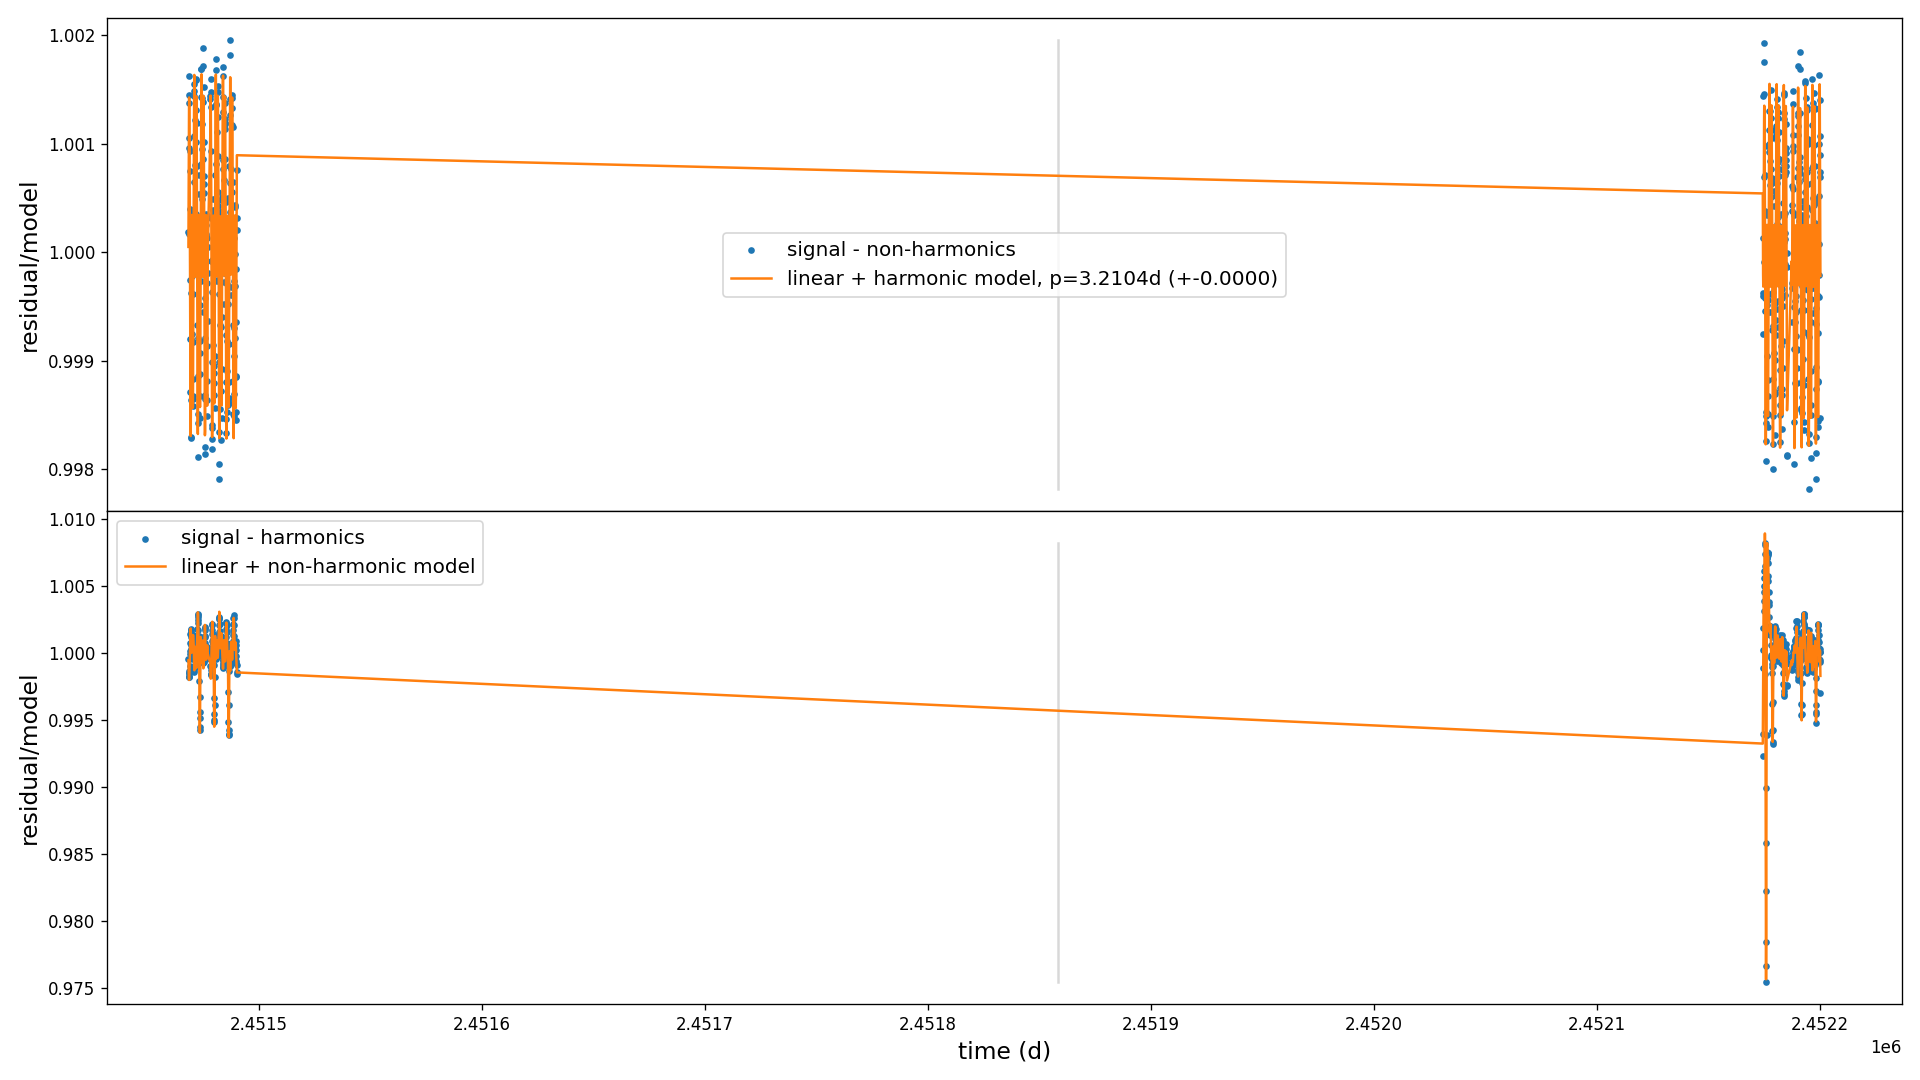 1.002
1.001
1.000
0.999
0.998
residual/model
signal - non-harmonics
linear + harmonic model, p=3.2104d (+-0.0000)
1.010
1.005
1.000
0.995
0.990
0.985
0.980
0.975
residual/model
signal - harmonics
linear + non-harmonic model
2.4515 2.4516 2.4517 2.4518 2.4519 2.4520 2.4521 2.4522
1e6
time (d)